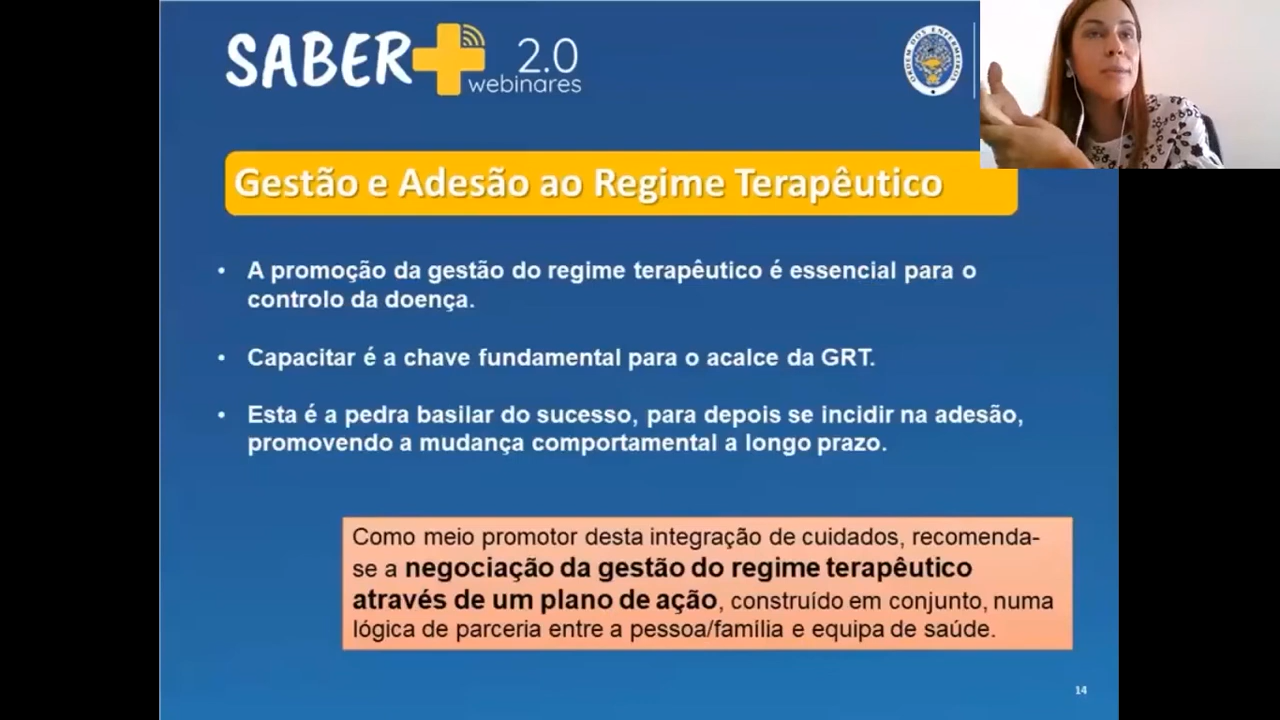 SABER
2.0
webinares
ORDEM DOS ENFERMEIROS
Gestão e Adesão ao Regime Terapêutico
• A promoção da gestão do regime terapêutico é essencial para o
controlo da doença.
• Capacitar é a chave fundamental para o acalce da GRT.
• Esta é a pedra basilar do sucesso, para depois se incidir na adesão,
promovendo a mudança comportamental a longo prazo.
Como meio promotor desta integração de cuidados, recomenda-
se a negociação da gestão do regime terapêutico
através de um plano de ação, construído em conjunto, numa
lógica de parceria entre a pessoa/família e equipa de saúde.
14